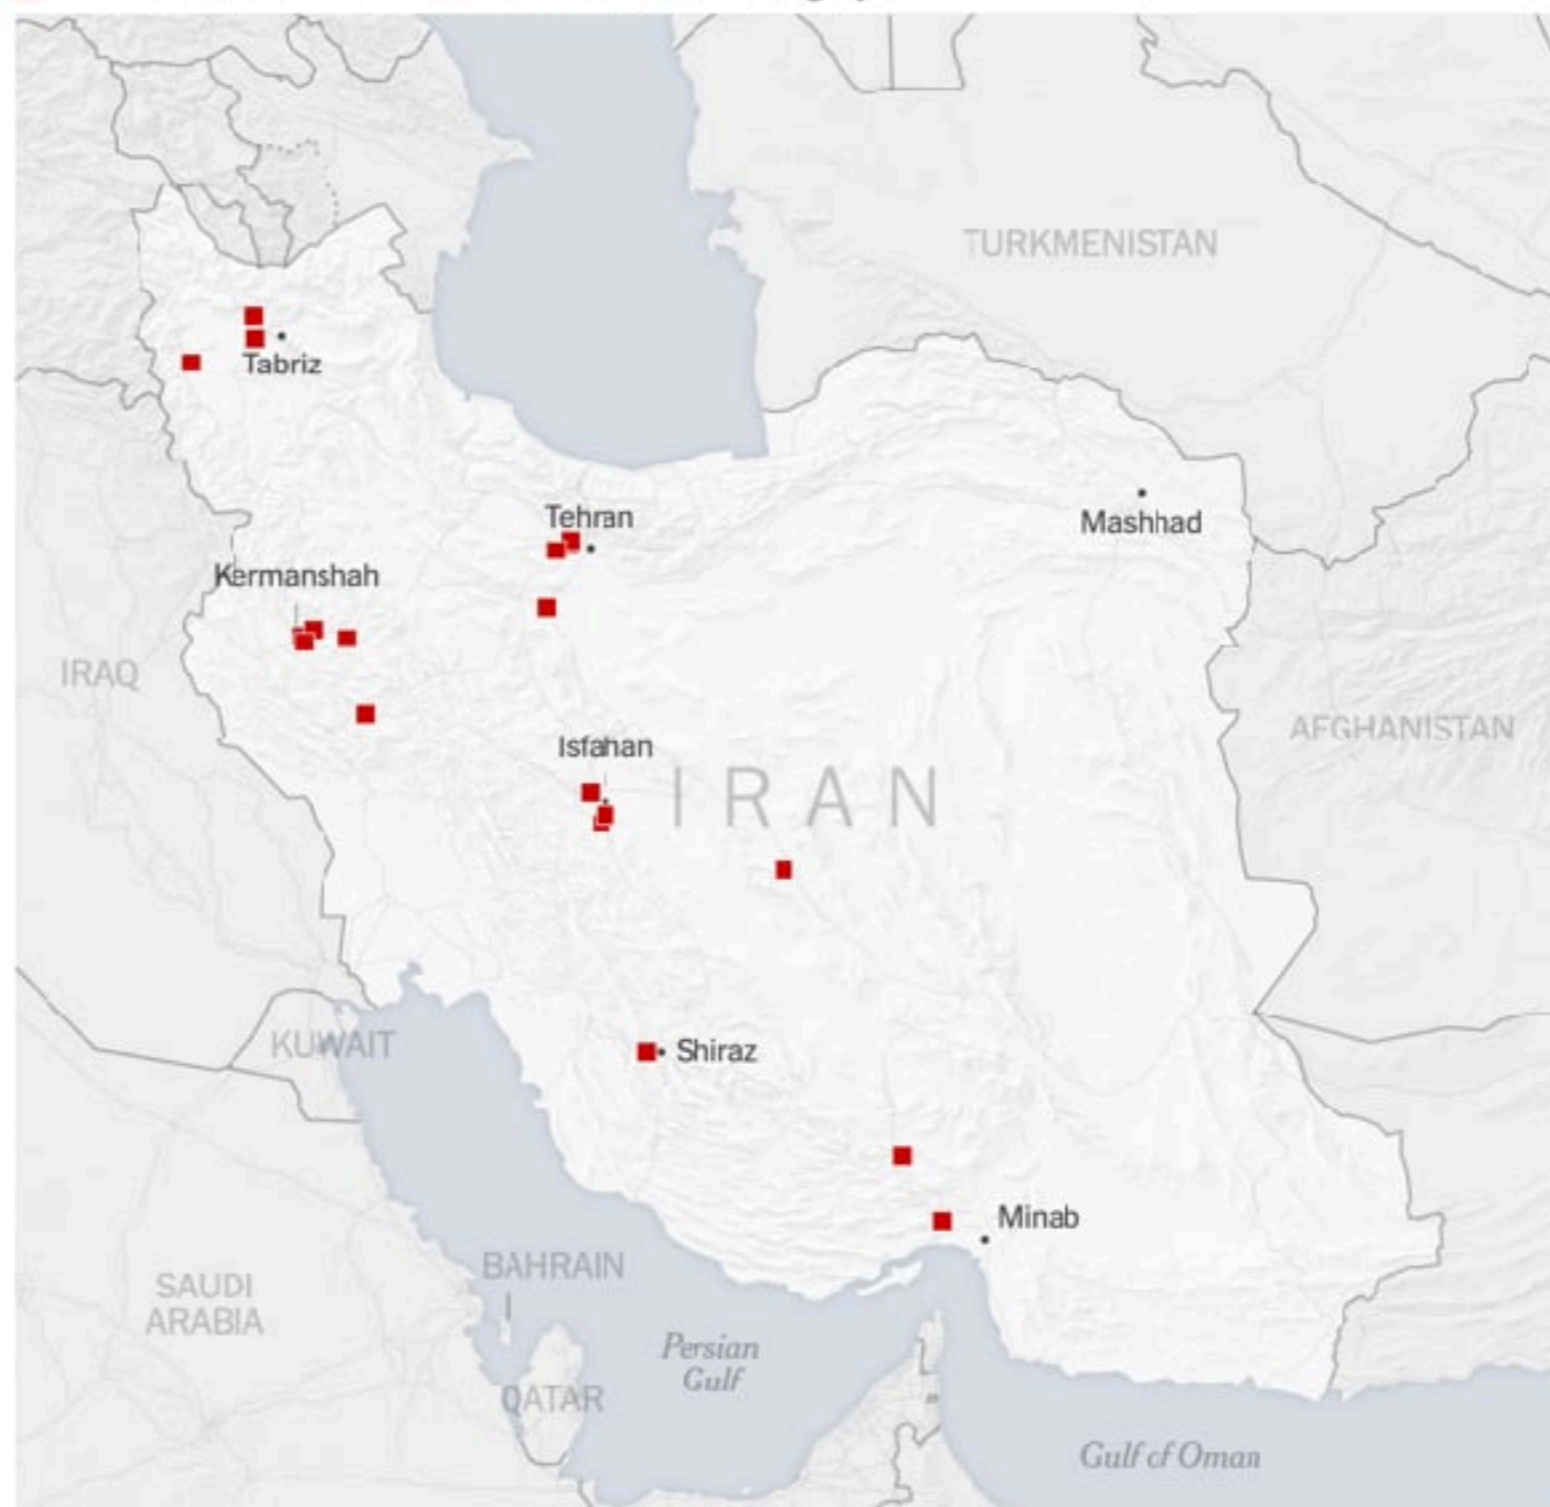 TURKMENISTAN
Tabriz
Tehran
Mashhad
Kermanshah
IRAQ
AFGHANISTAN
Isfahan
IRAN
KUWAIT
Shiraz
Minab
BAHRAIN
SAUDI
ARABIA
Persian
Gulf
QATAR
Gulf of Oman